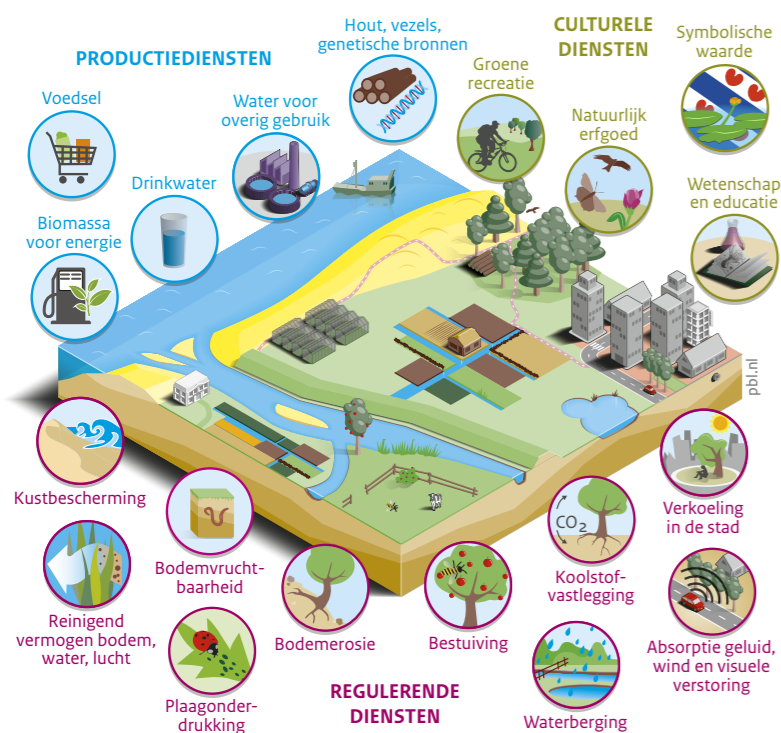 PRODUCTIEDIENSTEN
Voedsel
Water voor
overig gebruik
Hout, vezels,
genetische bronnen
Drinkwater
Biomassa
voor energie
CULTURELE
DIENSTEN
Groene
recreatie
Symbolische
waarde
Natuurlijk
erfgoed
Wetenschap
en educatie
pbl.nl
Kustbescherming
Bodemvrucht-
baarheid
Reinigend
vermogen bodem,
water, lucht
Plaagonder-
drukking
Bodemerosie
Bestuiving
CO2
Koolstof-
vastlegging
Verkoeling
in de stad
Absorptie geluid,
wind en visuele
verstoring
Waterberging
REGULERENDE
DIENSTEN